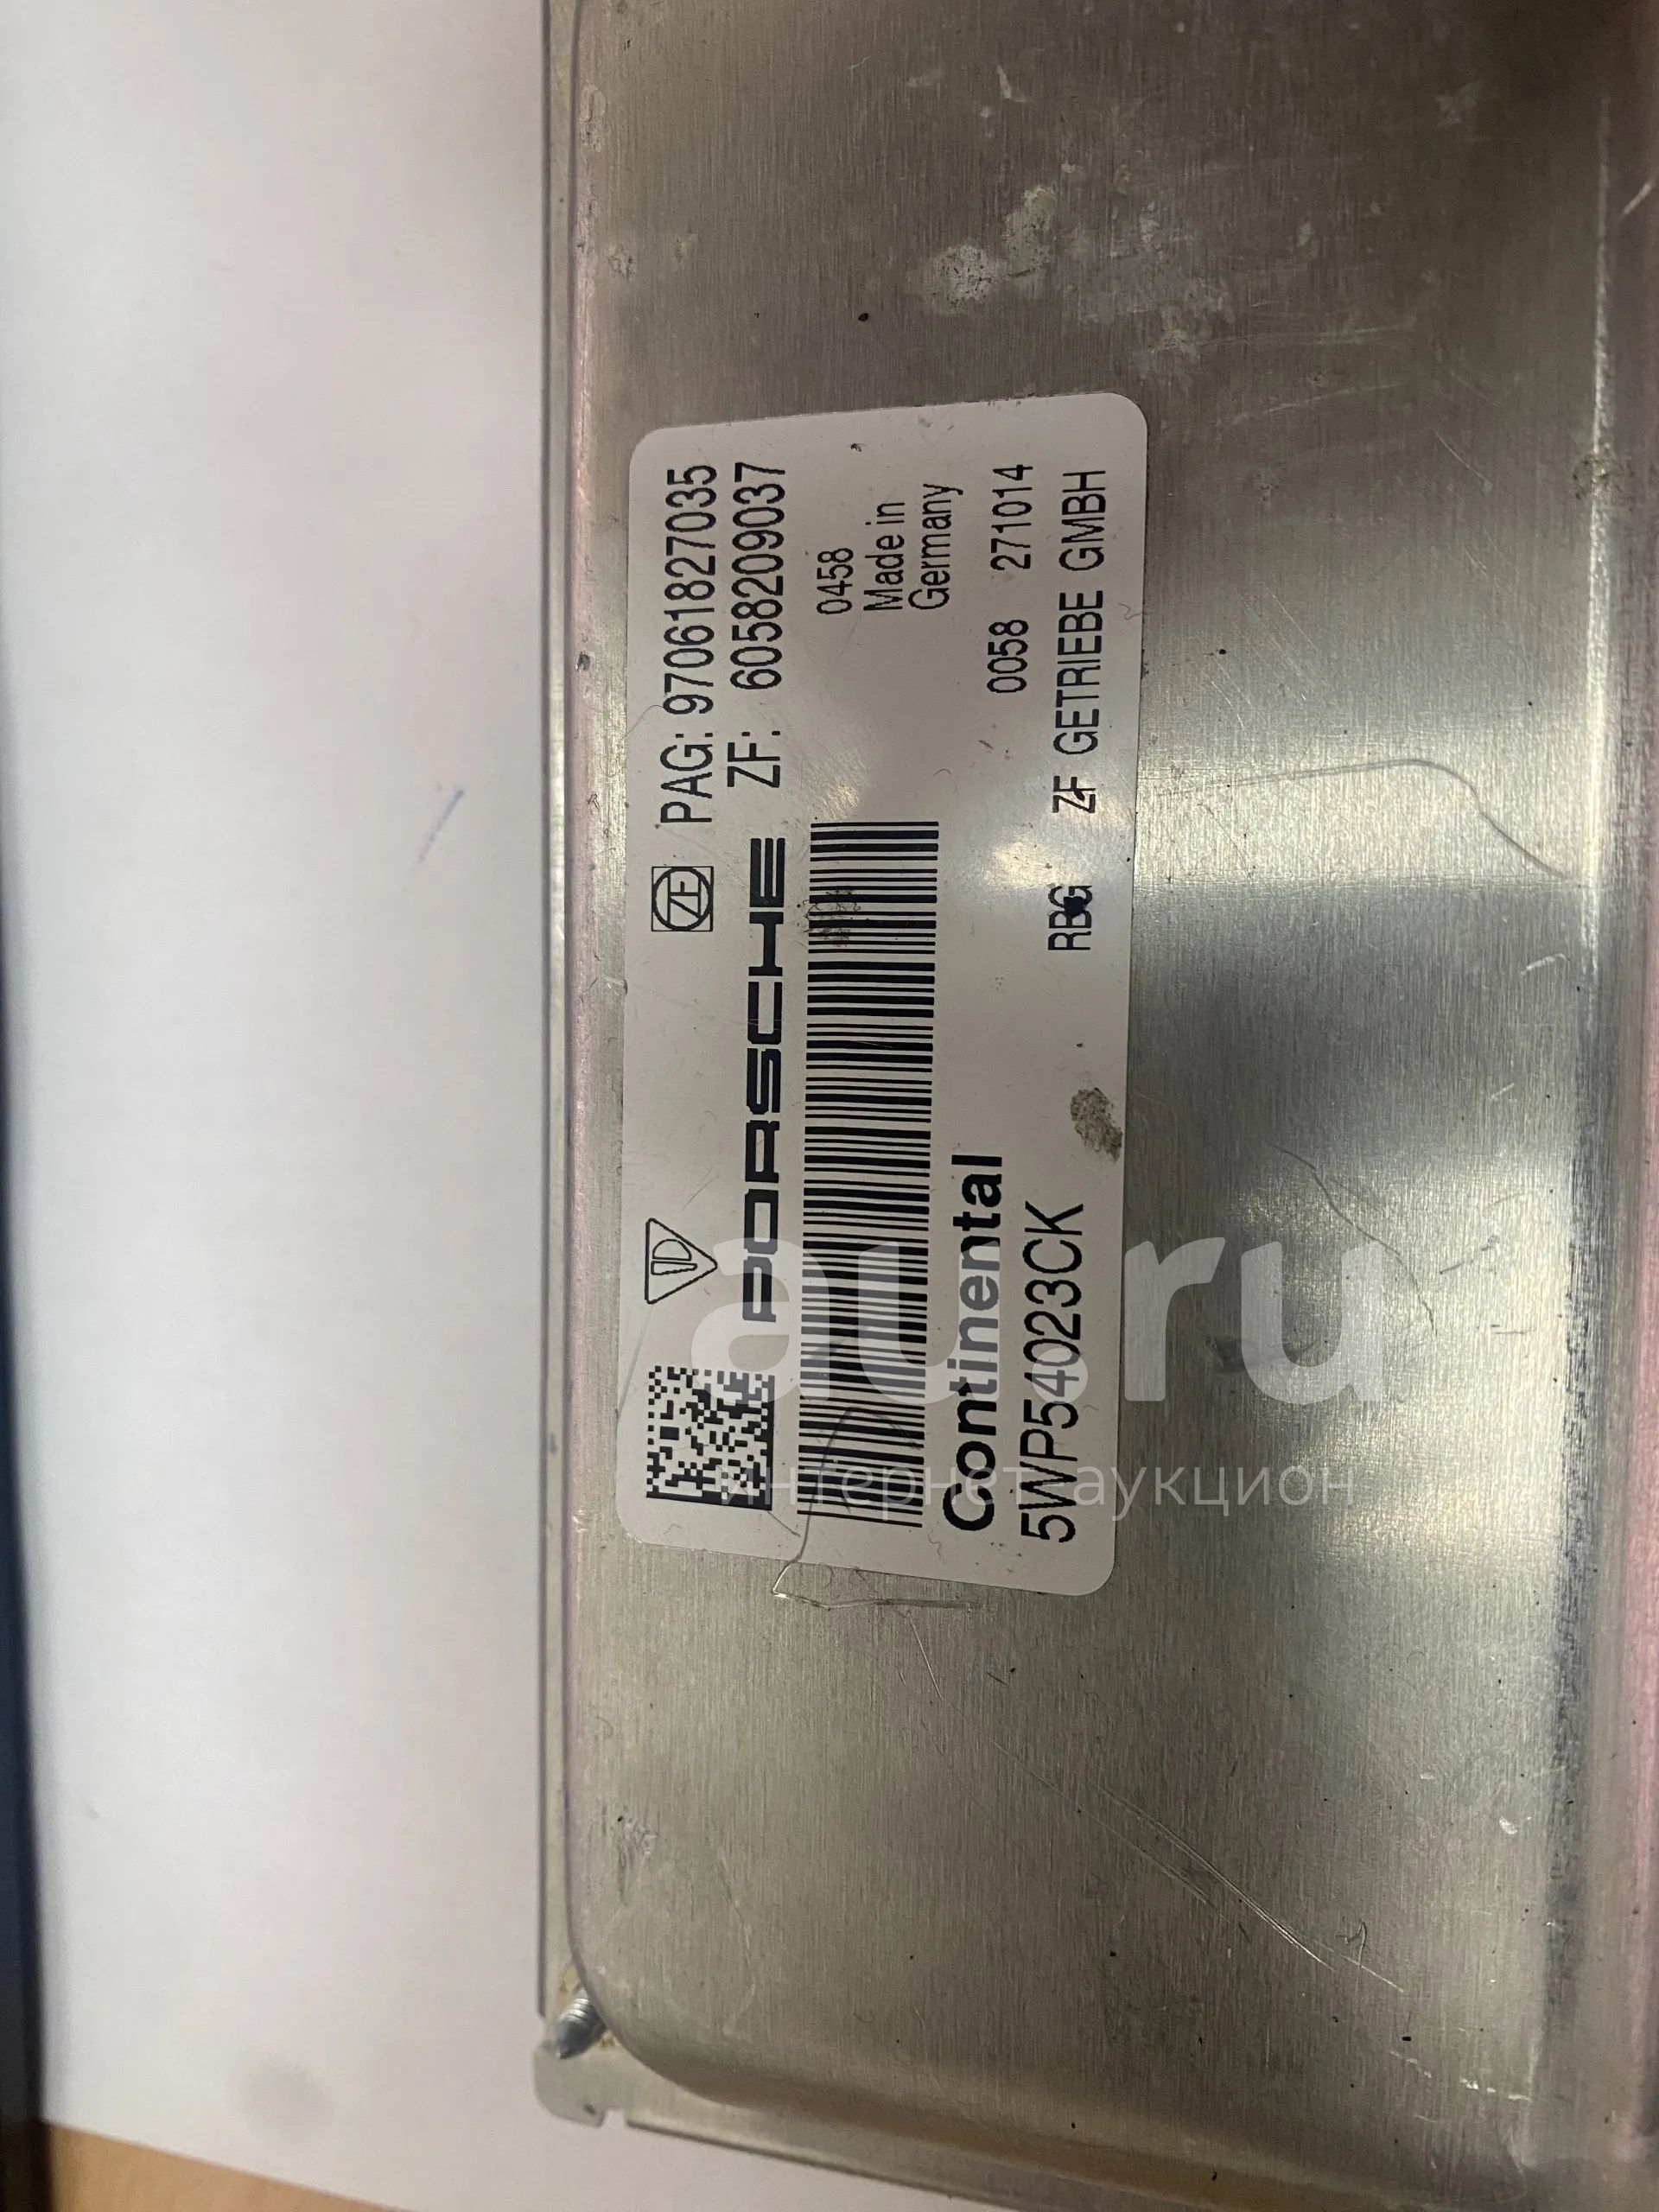 ZF PAG: 97061827035
PORSCHE ZF: 6058209037
0458
Made in
Germany
Continental 0058 271014
5WP54023CK RBG ZF GETRIEBE GMBH
au.ru
интернет-аукцион